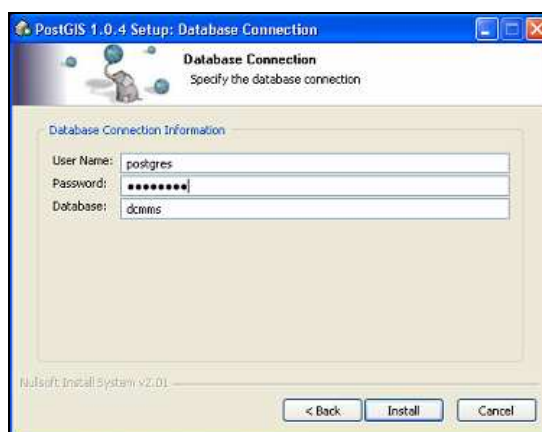 PostGIS 1.0.4 Setup: Database Connection
Database Connection
Specify the database connection
Database Connection Information
User Name: postgres
Password: ●●●●●●●●
Database: dcmms
Nullsoft Install System v2.01
< Back Install Cancel